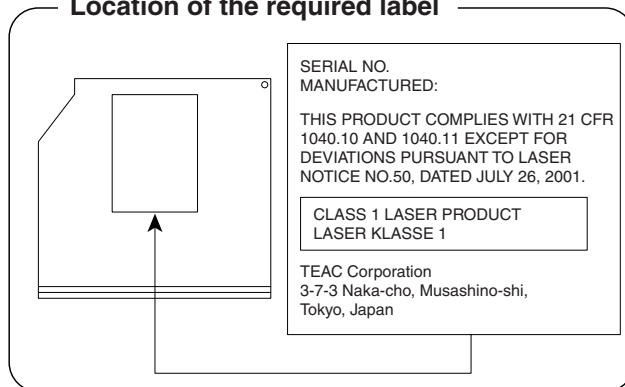 Location of the required label
SERIAL NO.
MANUFACTURED:
THIS PRODUCT COMPLIES WITH 21 CFR
1040.10 AND 1040.11 EXCEPT FOR
DEVIATIONS PURSUANT TO LASER
NOTICE NO.50, DATED JULY 26, 2001.
CLASS 1 LASER PRODUCT
LASER KLASSE 1
TEAC Corporation
3-7-3 Naka-cho, Musashino-shi,
Tokyo, Japan